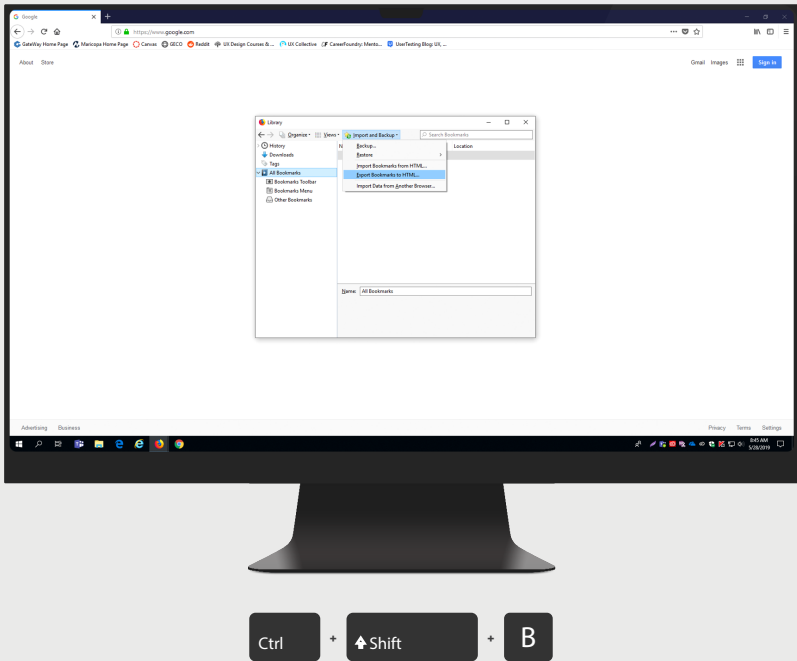 Google
https://www.google.com
GateWay Home Page Maricopa Home Page Canvas GECO Reddit UX Design Courses & ... UX Collective CareerFoundry: Mento... UserTesting Blog: UX, ...
About Store Gmail Images Sign in
Library
Organize Views Import and Backup Search Bookmarks
History N Backup... Location
Downloads Restore
Tags Import Bookmarks from HTML...
All Bookmarks Export Bookmarks to HTML...
Bookmarks Toolbar Import Data from Another Browser...
Bookmarks Menu
Other Bookmarks
Name: All Bookmarks
Advertising Business Privacy Terms Settings
8:45 AM
5/28/2019
Ctrl + Shift + B